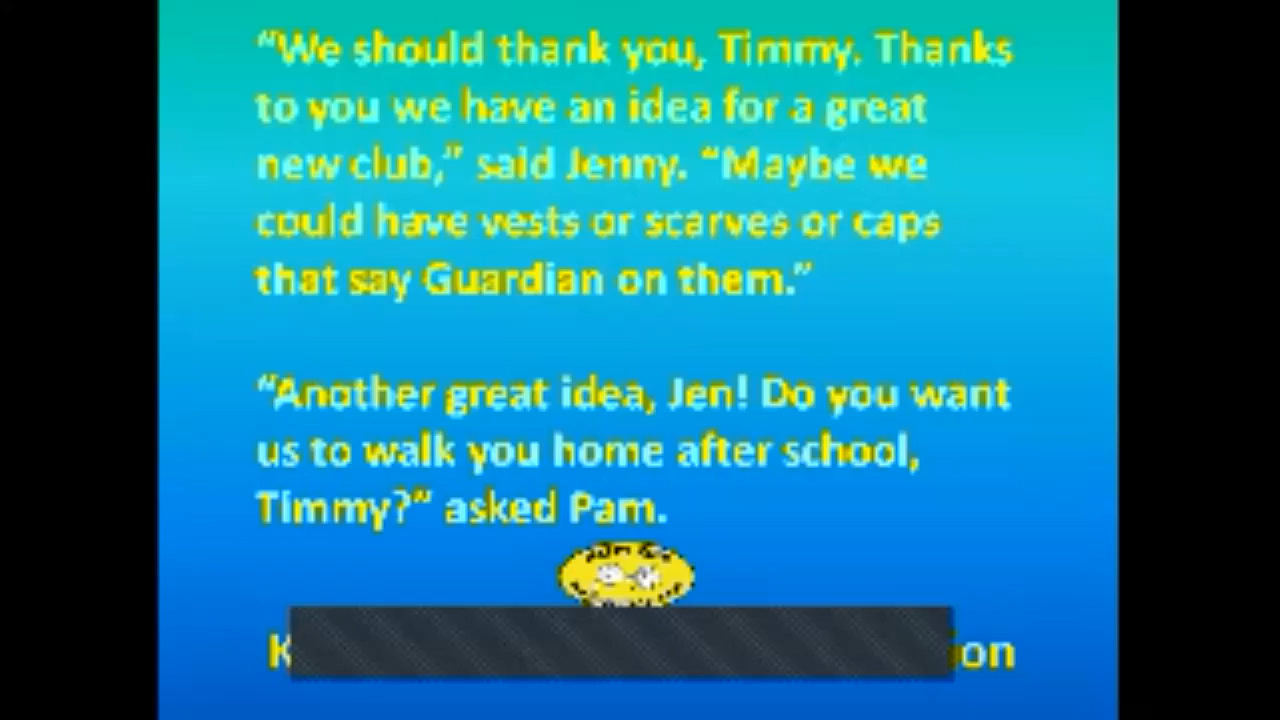 “We should thank you, Timmy. Thanks
to you we have an idea for a great
new club,” said Jenny. “Maybe we
could have vests or scarves or caps
that say Guardian on them.”
“Another great idea, Jen! Do you want
us to walk you home after school,
Timmy?” asked Pam.